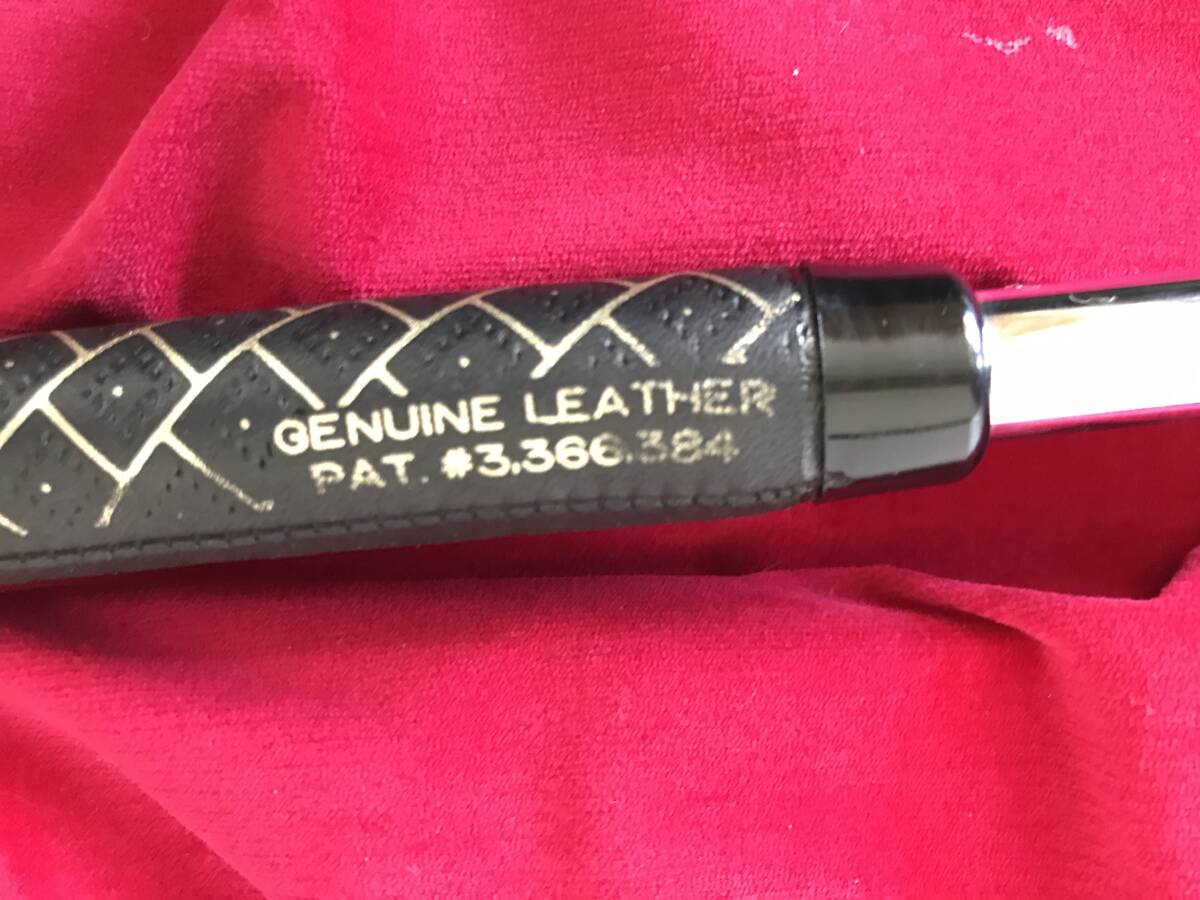 GENUINE LEATHER
PAT. #3,366,384